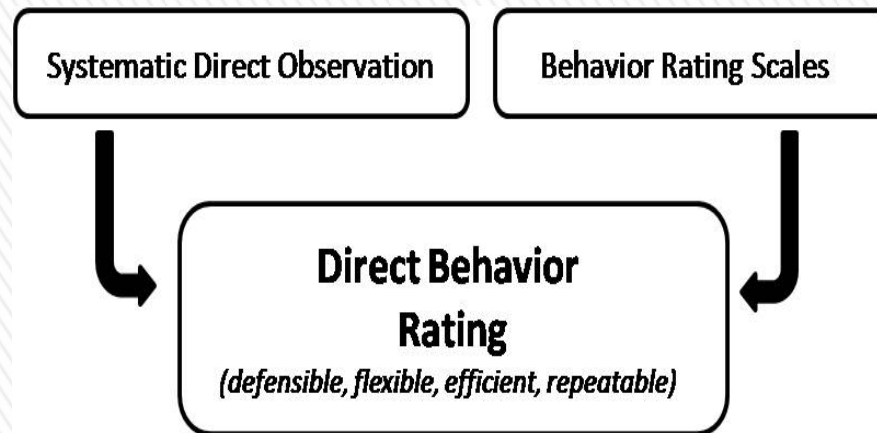 Systematic Direct Observation
Behavior Rating Scales
Direct Behavior
Rating
(defensible, flexible, efficient, repeatable)